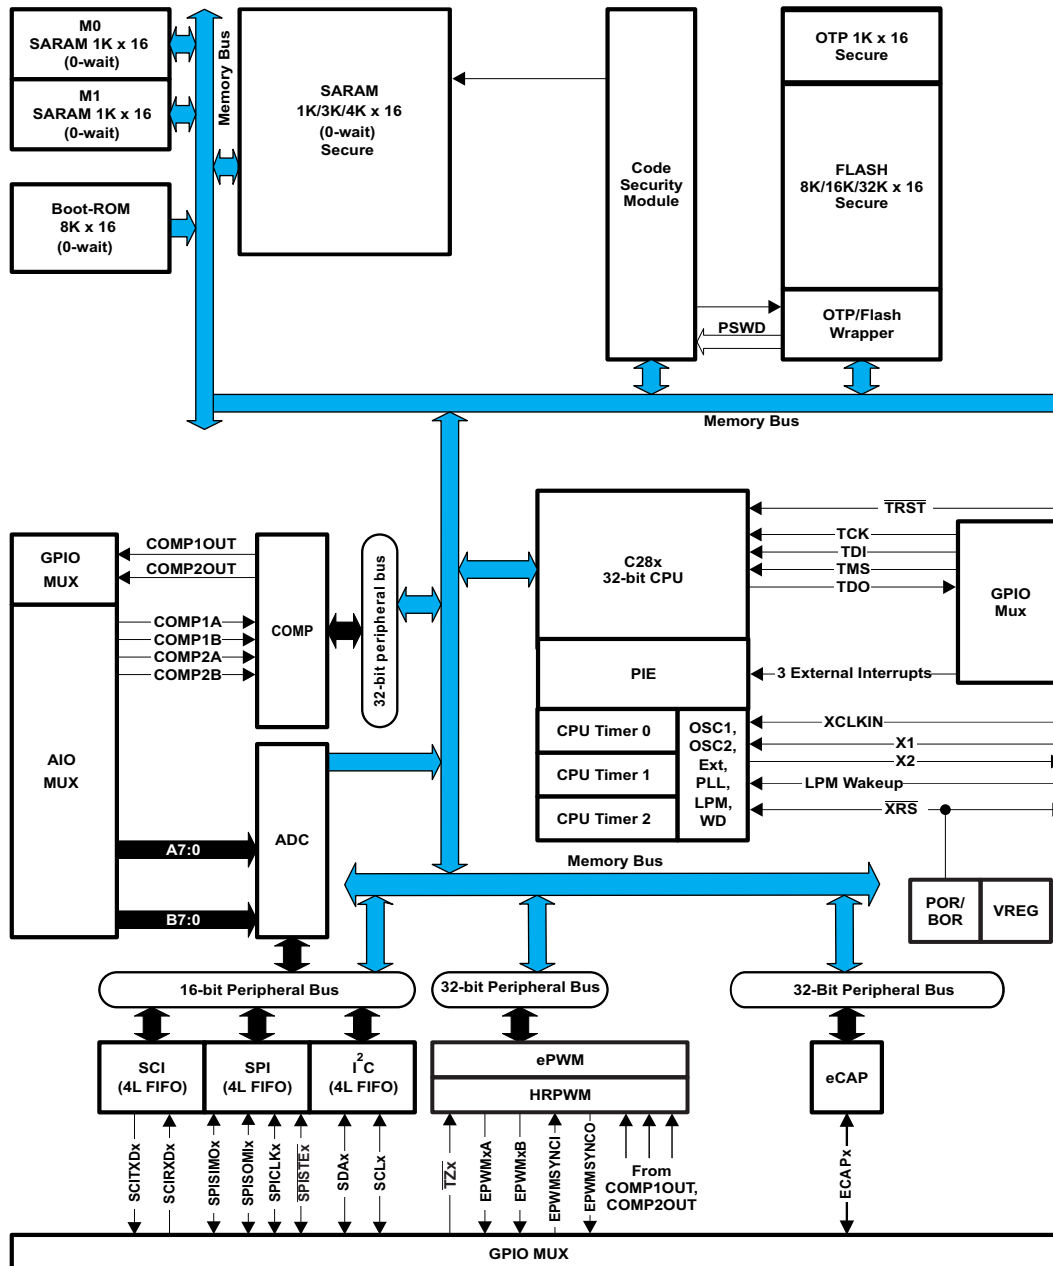 M0
SARAM 1K x 16
(0-wait)
M1
SARAM 1K x 16
(0-wait)
Boot-ROM
8K x 16
(0-wait)
Memory Bus
SARAM
1K/3K/4K x 16
(0-wait)
Secure
Code
Security
Module
OTP 1K x 16
Secure
FLASH
8K/16K/32K x 16
Secure
OTP/Flash
Wrapper
PSWD
Memory Bus
GPIO
MUX
COMP1OUT
COMP2OUT
COMP1A
COMP1B
COMP2A
COMP2B
COMP
32-bit peripheral bus
AIO
MUX
A7:0
B7:0
ADC
C28x
32-bit CPU
PIE
CPU Timer 0
CPU Timer 1
CPU Timer 2
OSC1,
OSC2,
Ext,
PLL,
LPM,
WD
TRST
TCK
TDI
TMS
TDO
GPIO
Mux
3 External Interrupts
XCLKIN
X1
X2
LPM Wakeup
XRS
POR/
BOR
VREG
Memory Bus
16-bit Peripheral Bus
32-bit Peripheral Bus
32-Bit Peripheral Bus
SCI
(4L FIFO)
SPI
(4L FIFO)
I2C
(4L FIFO)
ePWM
HRPWM
eCAP
SCITXDx
SCIRXDx
SPISIMOx
SPISOMIx
SPICLKx
SPISTEx
SDAx
SCLx
TZx
EPWMxA
EPWMxB
EPWMSYNCI
EPWMSYNCO
From
COMP1OUT,
COMP2OUT
ECAPx
GPIO MUX